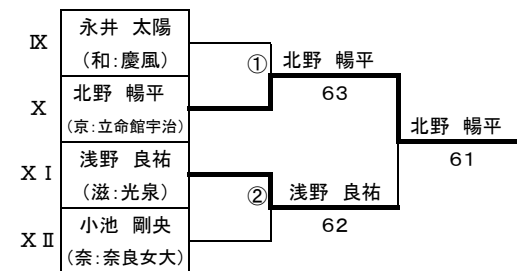 Ⅸ
永井 太陽
(和:慶風)
① 北野 暢平
Ⅹ
北野 暢平
63
(京:立命館宇治)
北野 暢平
ⅩⅠ
浅野 良祐
61
(滋:光泉)
② 浅野 良祐
ⅩⅡ
小池 剛央
62
(奈:奈良女大)